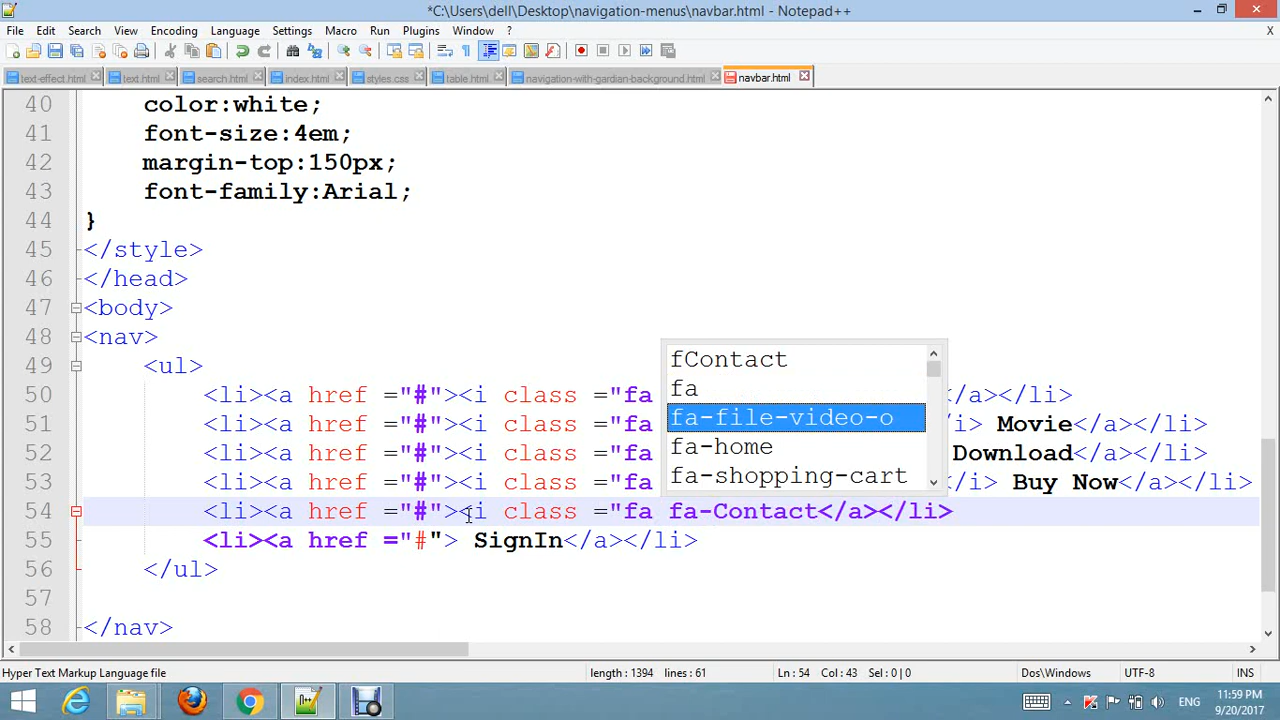 *C:\Users\dell\Desktop\navigation-menus\navbar.html - Notepad++
File Edit Search View Encoding Language Settings Macro Run Plugins Window ? X
text-effect.html text.html search.html index.html styles.css table.html navigation-with-gardian-background.html navbar.html
40 color:white;
41 font-size:4em;
42 margin-top:150px;
43 font-family:Arial;
44 }
45 </style>
46 </head>
47 <body>
48 <nav>
49 <ul>
fContact
fa
fa-file-video-o
fa-home
fa-shopping-cart
50 <li><a href ="#"><i class ="fa </a></li>
51 <li><a href ="#"><i class ="fa </i> Movie</a></li>
52 <li><a href ="#"><i class ="fa Download</a></li>
53 <li><a href ="#"><i class ="fa </i> Buy Now</a></li>
54 <li><a href ="#"><i class ="fa fa-Contact</a></li>
55 <li><a href ="#"> SignIn</a></li>
56 </ul>
57
58 </nav>
Hyper Text Markup Language file length : 1394 lines : 61 Ln : 54 Col : 43 Sel : 0 | 0 Dos\Windows UTF-8 INS
ENG 11:59 PM
9/20/2017